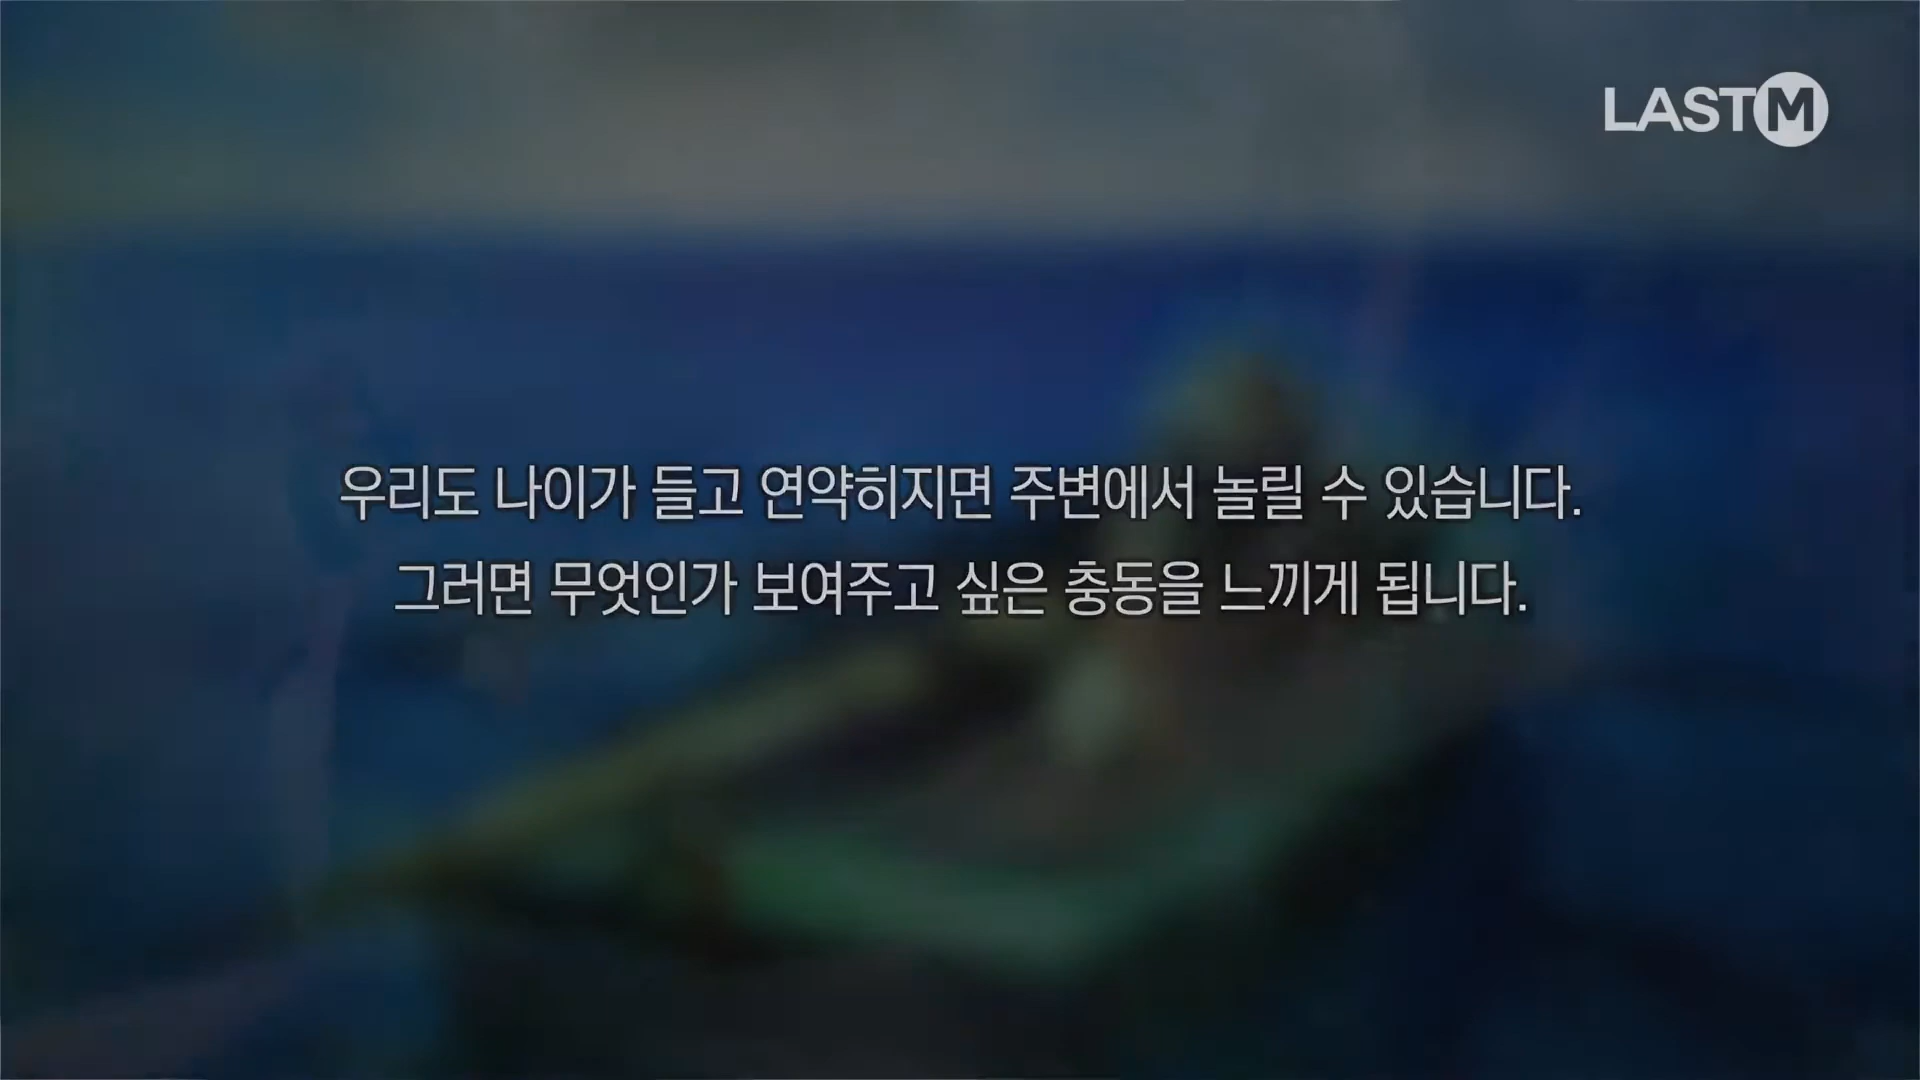 LASTM
우리도 나이가 들고 연약히지면 주변에서 놀릴 수 있습니다.
그러면 무엇인가 보여주고 싶은 충동을 느끼게 됩니다.